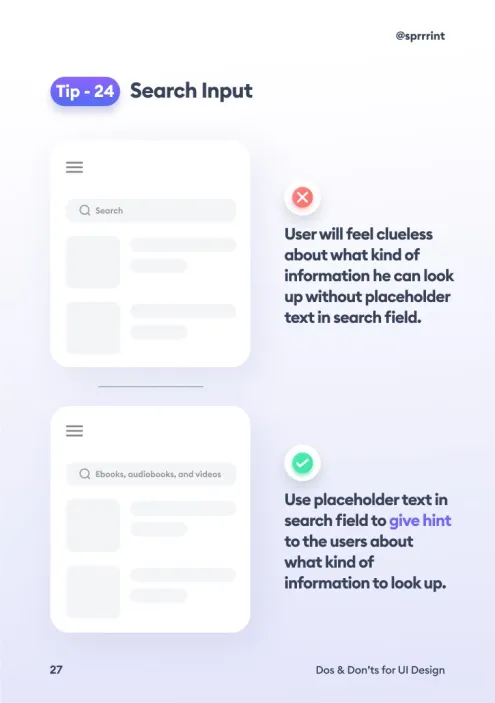 @sprrrint
Tip - 24 Search Input
Search
User will feel clueless
about what kind of
information he can look
up without placeholder
text in search field.
Ebooks, audiobooks, and videos
Use placeholder text in
search field to give hint
to the users about
what kind of
information to look up.
27
Dos & Don'ts for UI Design